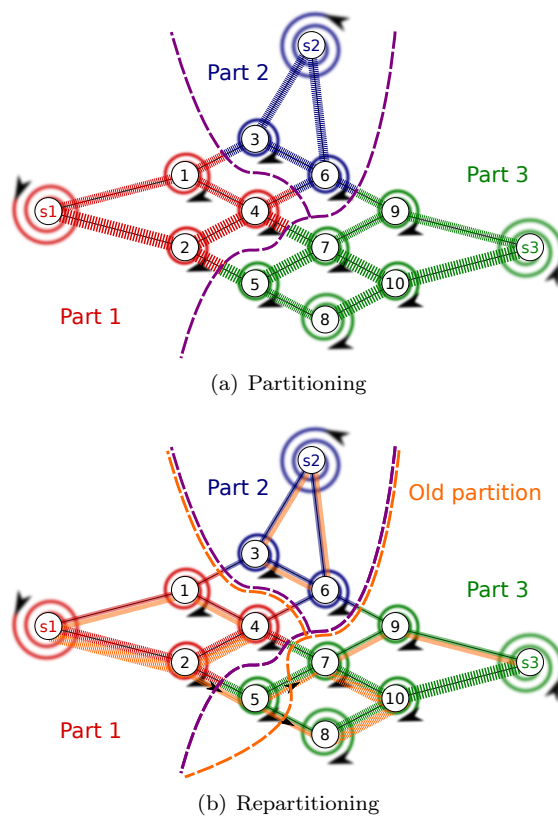 s2
Part 2
3
1
6
Part 3
s1
4
9
2
7
s3
5
10
Part 1
8
(a) Partitioning
s2
Part 2
Old partition
3
1
6
Part 3
s1
4
9
2
7
s3
5
10
Part 1
8
(b) Repartitioning